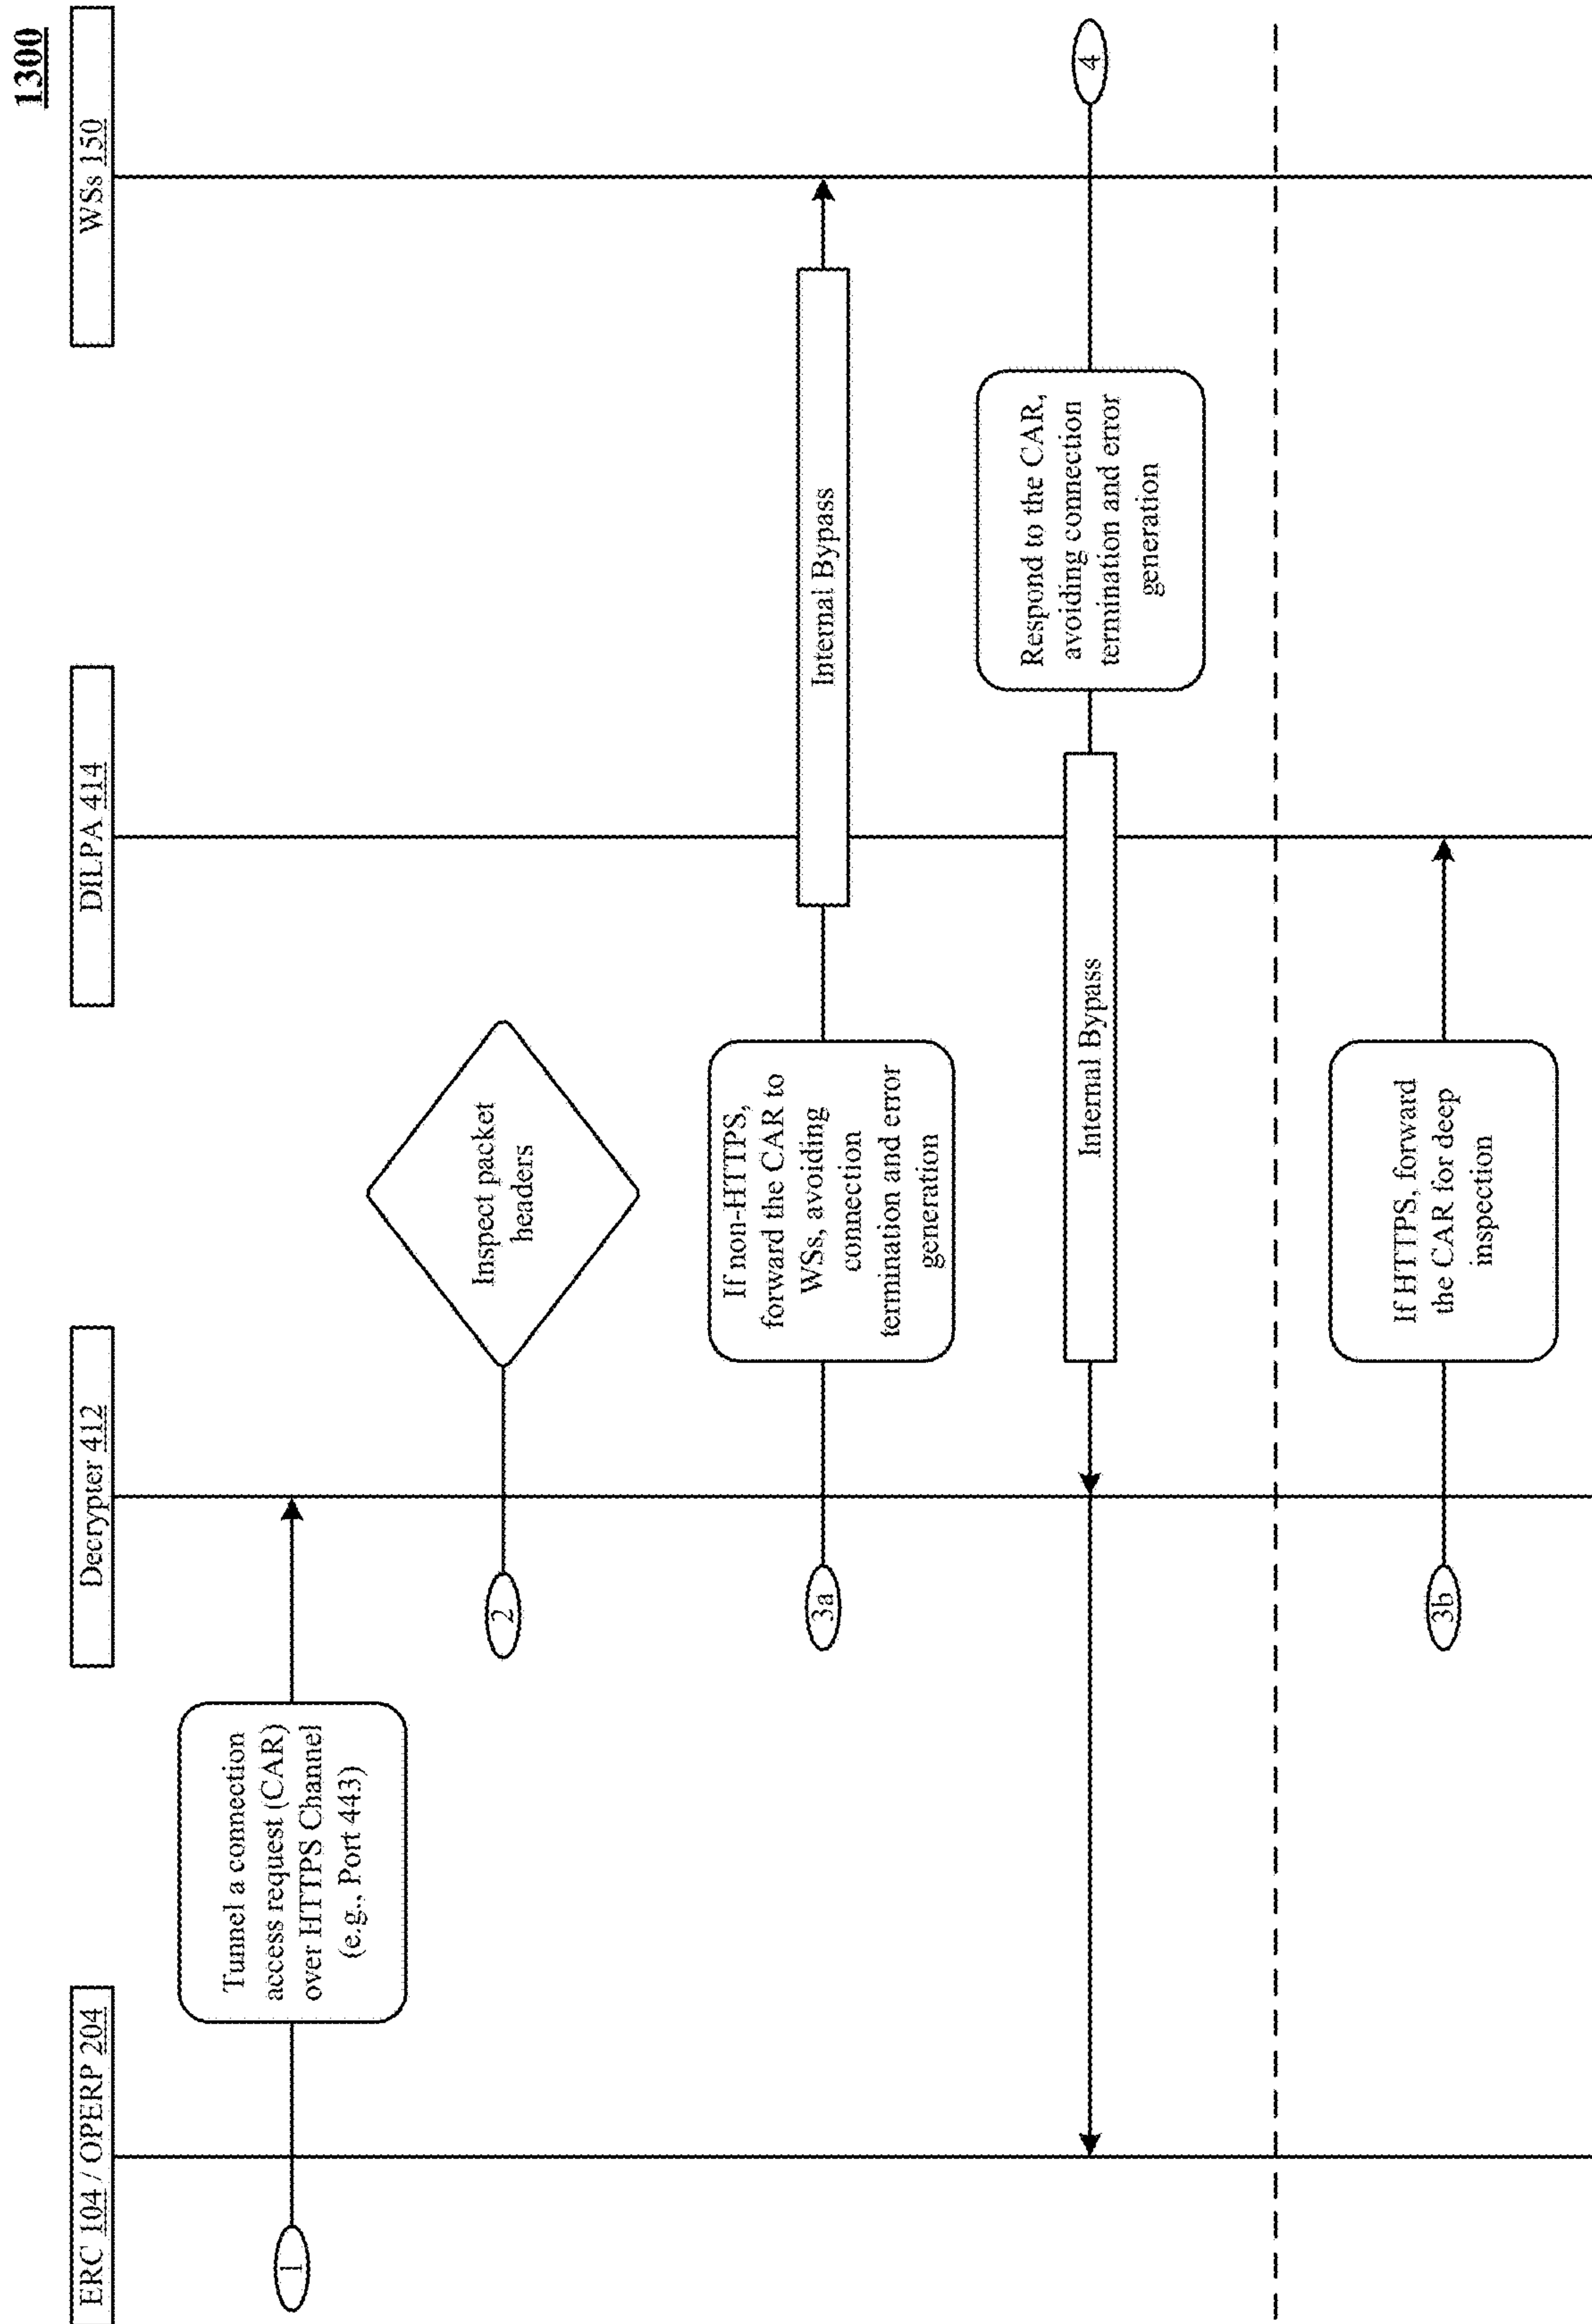 1300
ERC 104 / OPERP 204
Decrypter 412
DILPA 414
WSs 150
1
Tunnel a connection
access request (CAR)
over HTTPS Channel
(e.g., Port 443)
2
Inspect packet
headers
3a
If non-HTTPS,
forward the CAR to
WSs, avoiding
connection
termination and error
generation
Internal Bypass
4
Respond to the CAR,
avoiding connection
termination and error
generation
Internal Bypass
3b
If HTTPS, forward
the CAR for deep
inspection